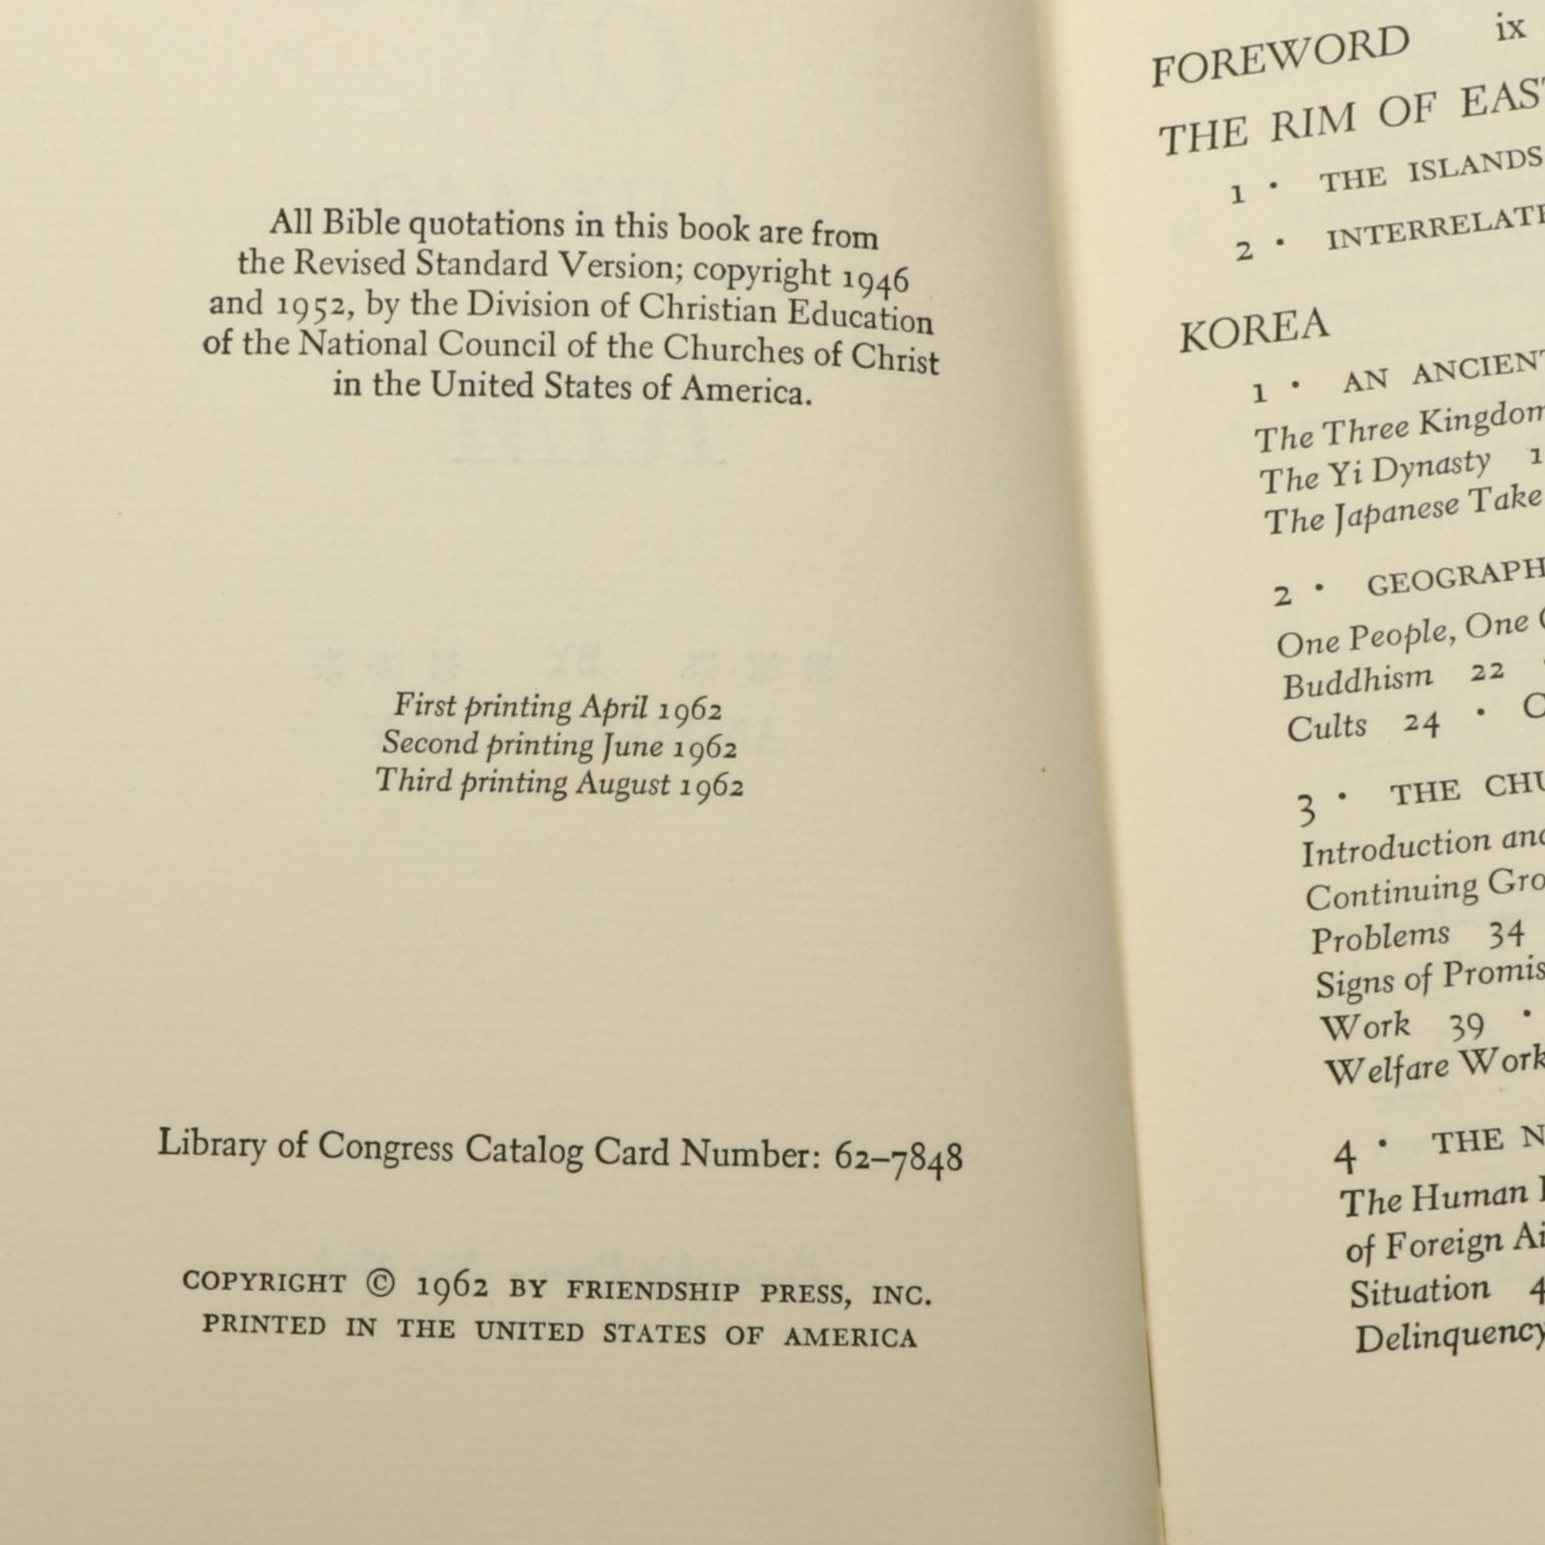 All Bible quotations in this book are from
the Revised Standard Version; copyright 1946
and 1952, by the Division of Christian Education
of the National Council of the Churches of Christ
in the United States of America.
First printing April 1962
Second printing June 1962
Third printing August 1962
Library of Congress Catalog Card Number: 62–7848
COPYRIGHT © 1962 BY FRIENDSHIP PRESS, INC.
PRINTED IN THE UNITED STATES OF AMERICA
FOREWORD ix
THE RIM OF
1 · THE ISLANDS
2 ·
KOREA
1 · AN
The Three
The Yi Dynasty
The Japanese Take
2 ·
One People, One
Buddhism 22
Cults 24 ·
3 · THE
Introduction
Continuing
Problems 34
Signs of
Work 39 ·
Welfare Work
4 · THE
The Human
of Foreign
Situation
Delinquency